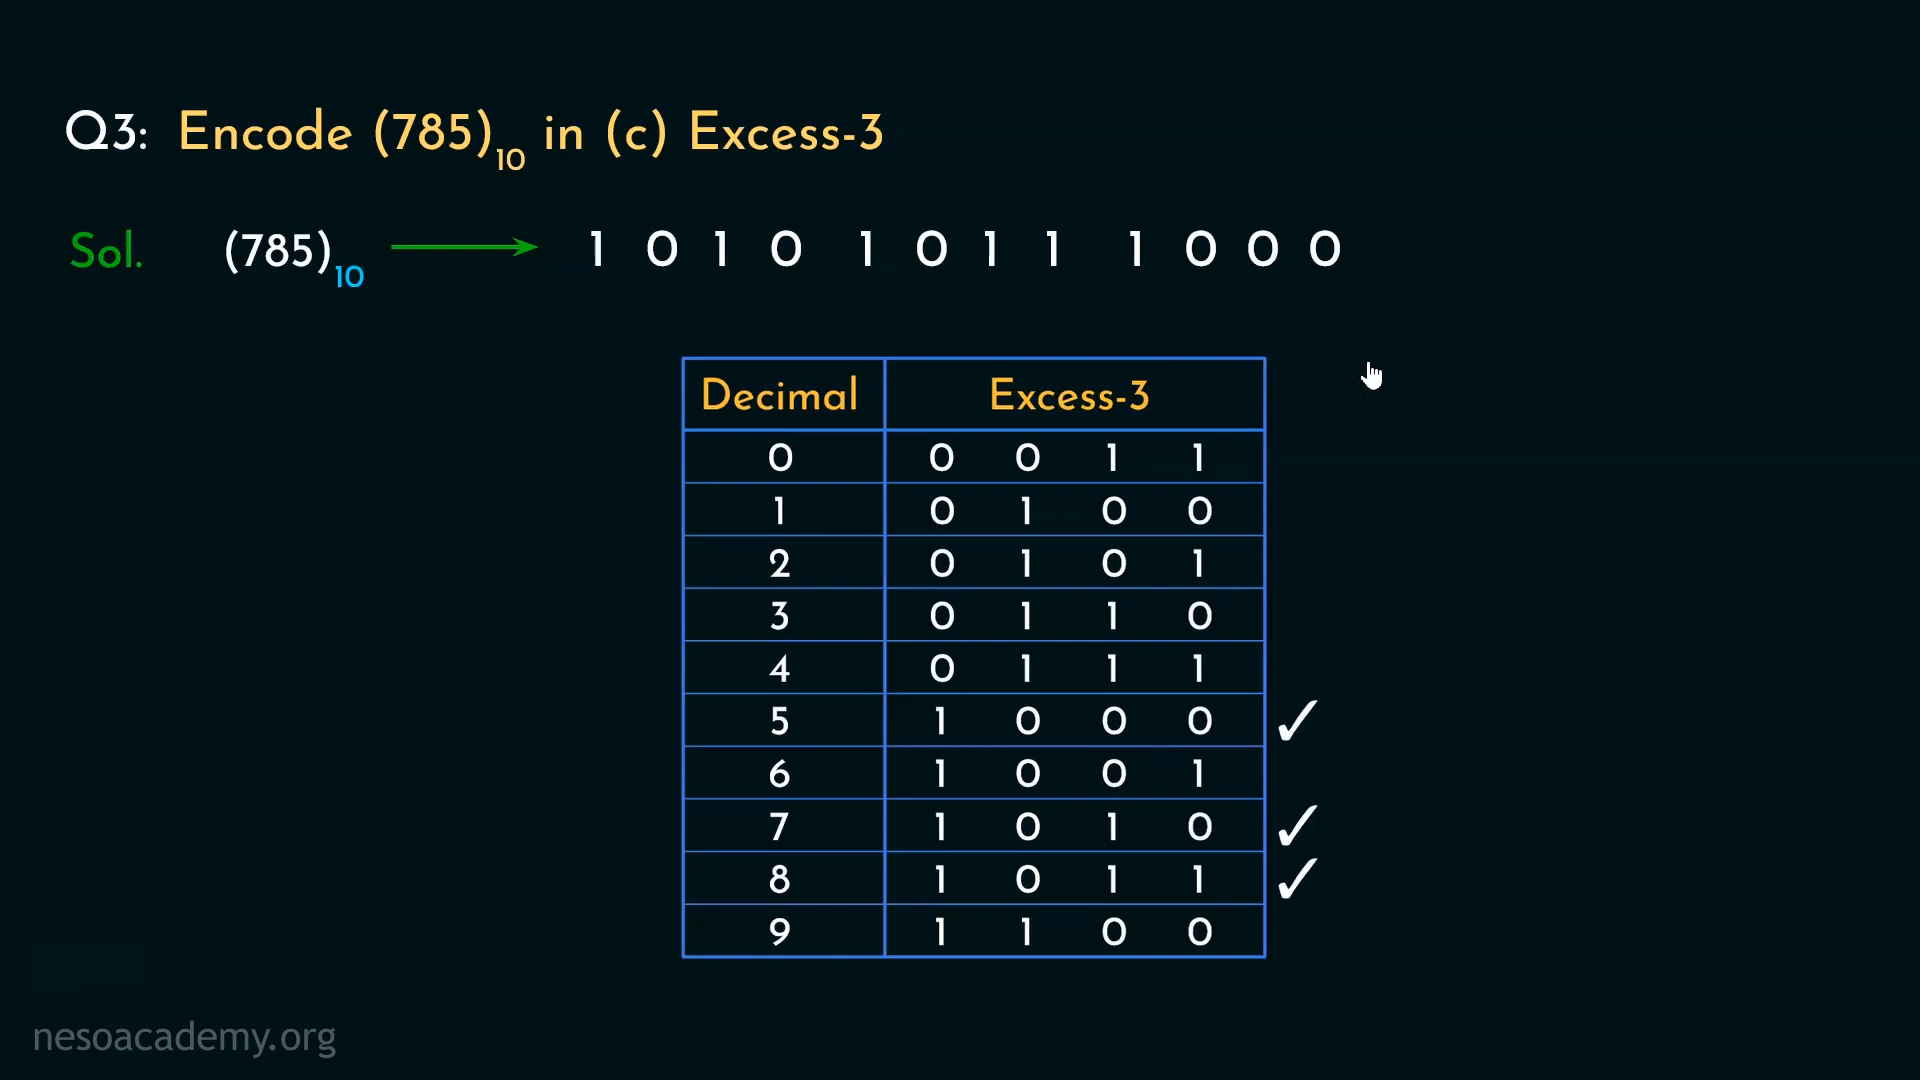 Q3: Encode (785)10 in (c) Excess-3
Sol. (785)10 → 1 0 1 0 1 0 1 1 1 0 0 0
Decimal Excess-3
0 0 0 1 1
1 0 1 0 0
2 0 1 0 1
3 0 1 1 0
4 0 1 1 1
5 1 0 0 0 ✓
6 1 0 0 1
7 1 0 1 0 ✓
8 1 0 1 1 ✓
9 1 1 0 0
nesoacademy.org